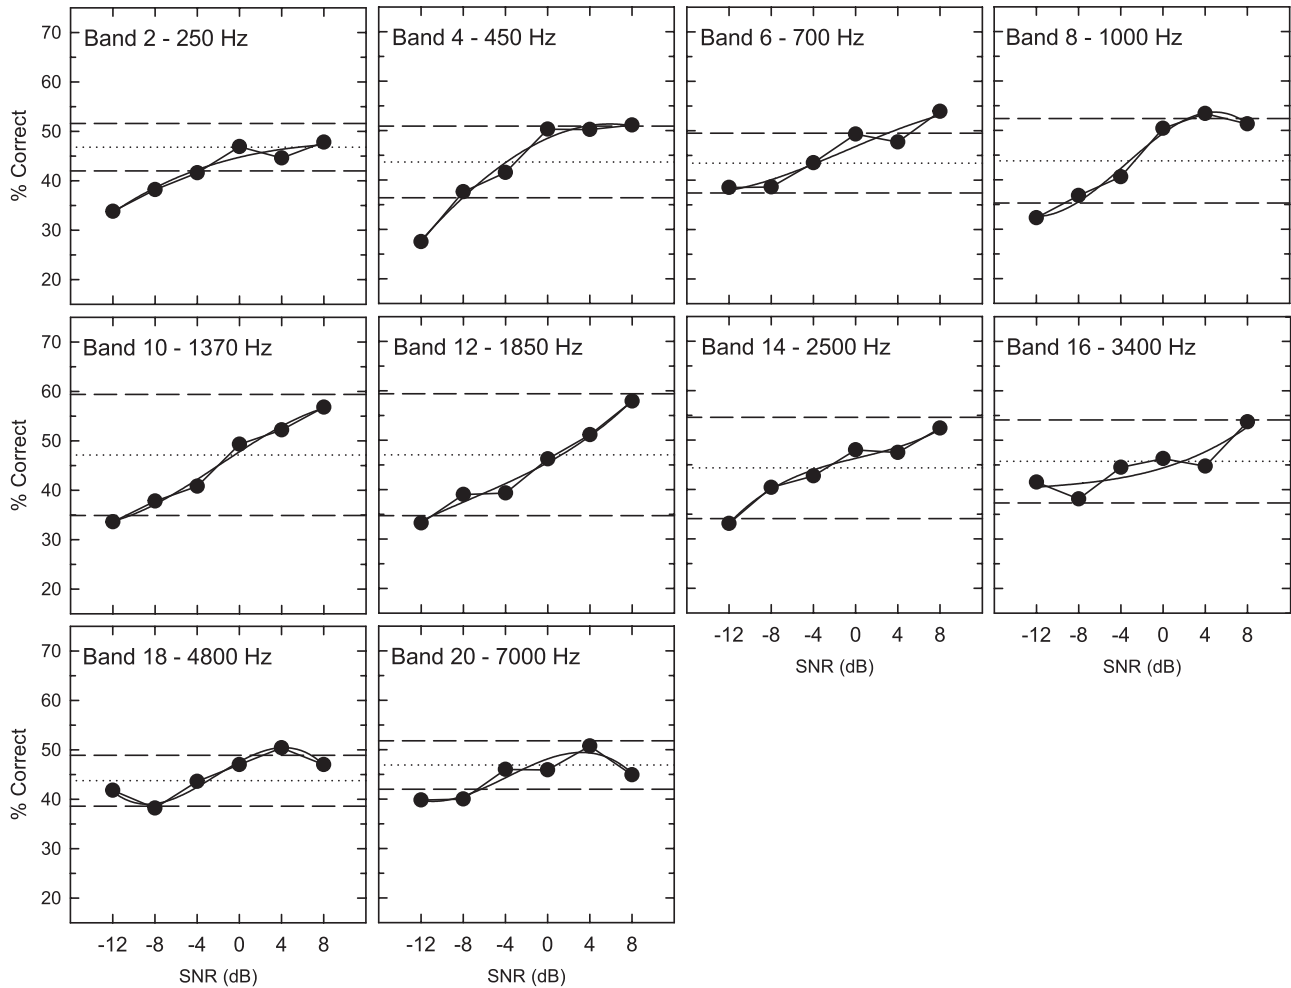 Band 2 - 250 Hz
Band 4 - 450 Hz
Band 6 - 700 Hz
Band 8 - 1000 Hz
70
60
50
40
30
20
% Correct
Band 10 - 1370 Hz
Band 12 - 1850 Hz
Band 14 - 2500 Hz
Band 16 - 3400 Hz
70
60
50
40
30
20
% Correct
-12 -8 -4 0 4 8
SNR (dB)
-12 -8 -4 0 4 8
SNR (dB)
Band 18 - 4800 Hz
Band 20 - 7000 Hz
70
60
50
40
30
20
% Correct
-12 -8 -4 0 4 8
SNR (dB)
-12 -8 -4 0 4 8
SNR (dB)